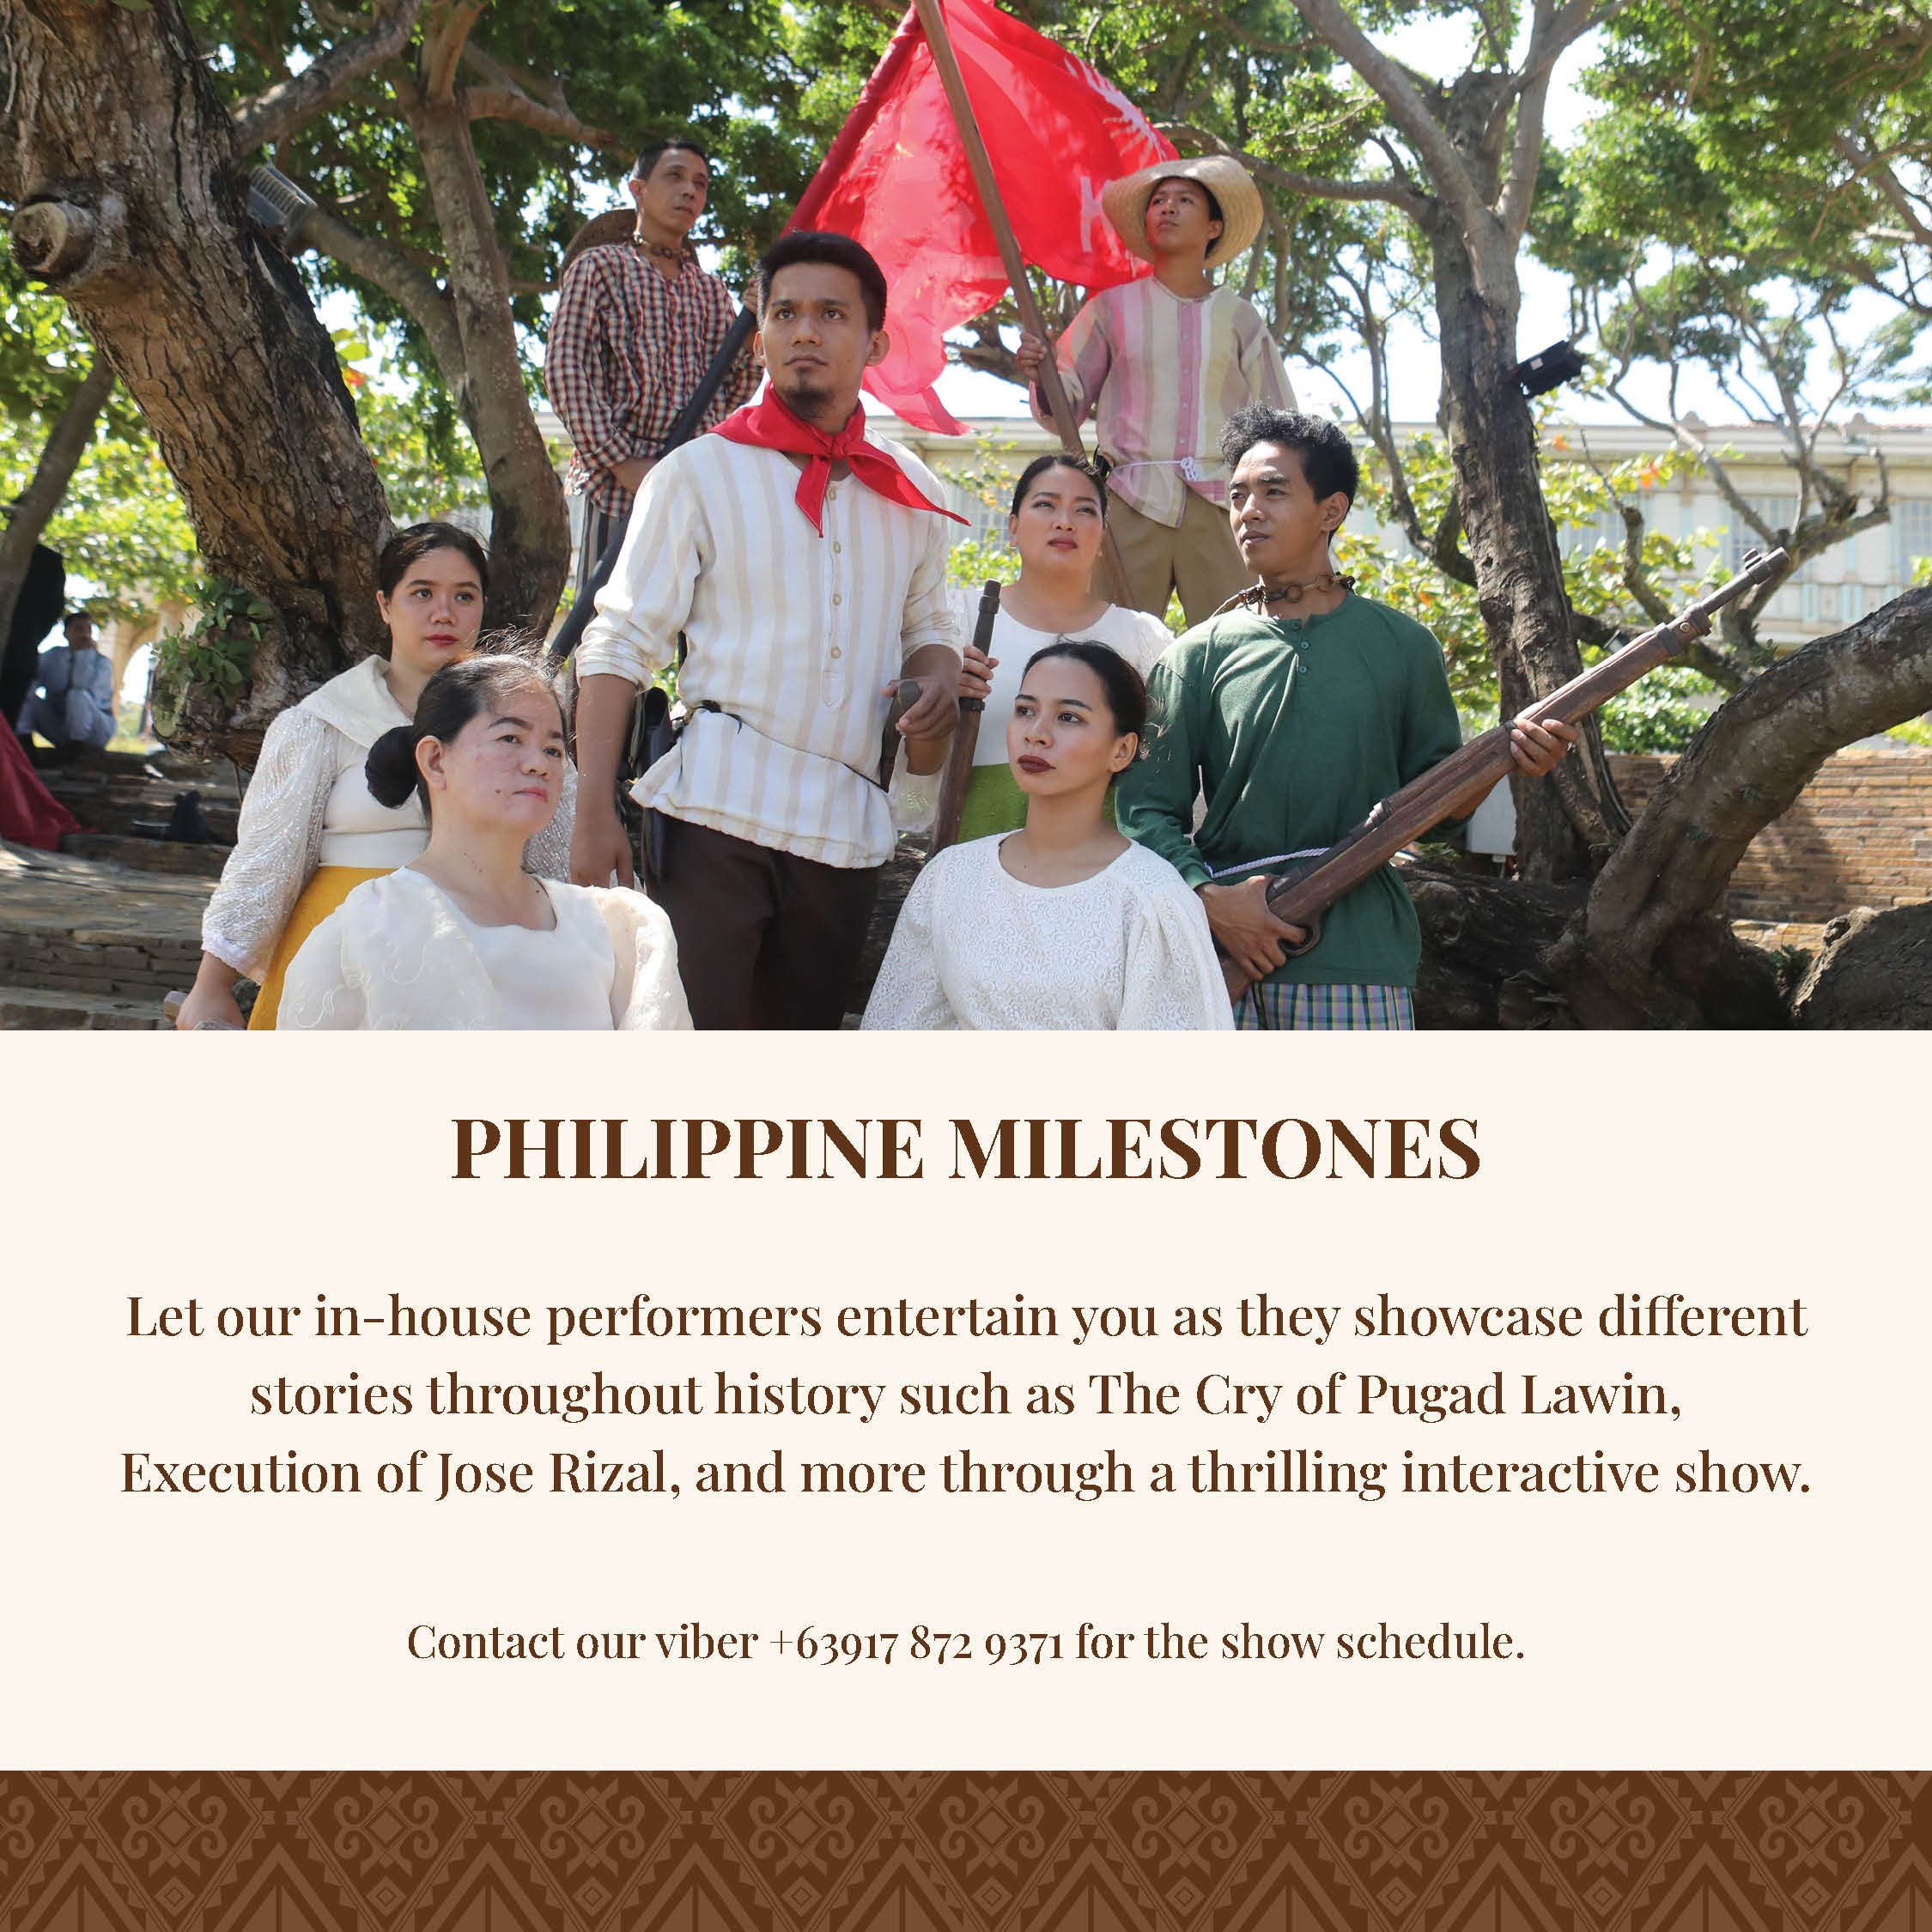 K
PHILIPPINE MILESTONES
Let our in-house performers entertain you as they showcase different
stories throughout history such as The Cry of Pugad Lawin,
Execution of Jose Rizal, and more through a thrilling interactive show.
Contact our viber +63917 872 9371 for the show schedule.